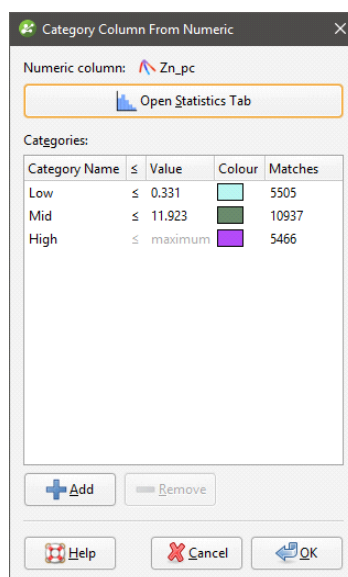 Category Column From Numeric
Numeric column: Zn_pc
Open Statistics Tab
Categories:
Category Name ≤ Value Colour Matches
Low ≤ 0.331 5505
Mid ≤ 11.923 10937
High ≤ maximum 5466
Add Remove
Help Cancel OK